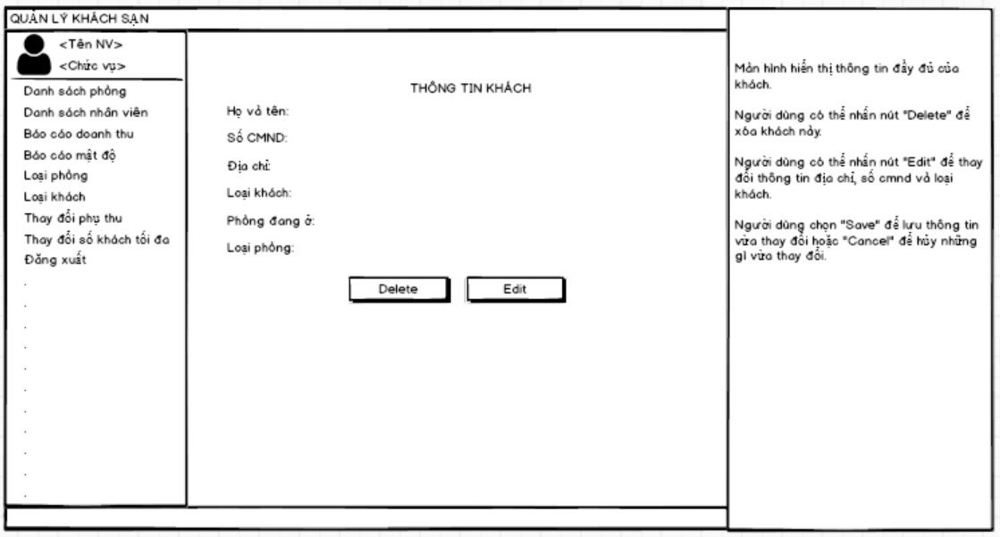 QUẢN LÝ KHÁCH SẠN
<Tên NV>
<Chức vụ>
Danh sách phòng
Danh sách nhân viên
Báo cáo doanh thu
Báo cáo mật độ
Loại phòng
Loại khách
Thay đổi phụ thu
Thay đổi số khách tối đa
Đăng xuất
.
.
.
.
.
.
.
.
.
.
.
THÔNG TIN KHÁCH
Họ và tên:
Số CMND:
Địa chỉ:
Loại khách:
Phòng đang ở:
Loại phòng:
Delete
Edit
Màn hình hiển thị thông tin đầy đủ của
khách.
Người dùng có thể nhấn nút "Delete" để
xóa khách này.
Người dùng có thể nhấn nút "Edit" để thay
đổi thông tin địa chỉ, số cmnd và loại
khách.
Người dùng chọn "Save" để lưu thông tin
vừa thay đổi hoặc "Cancel" để hủy những
gì vừa thay đổi.